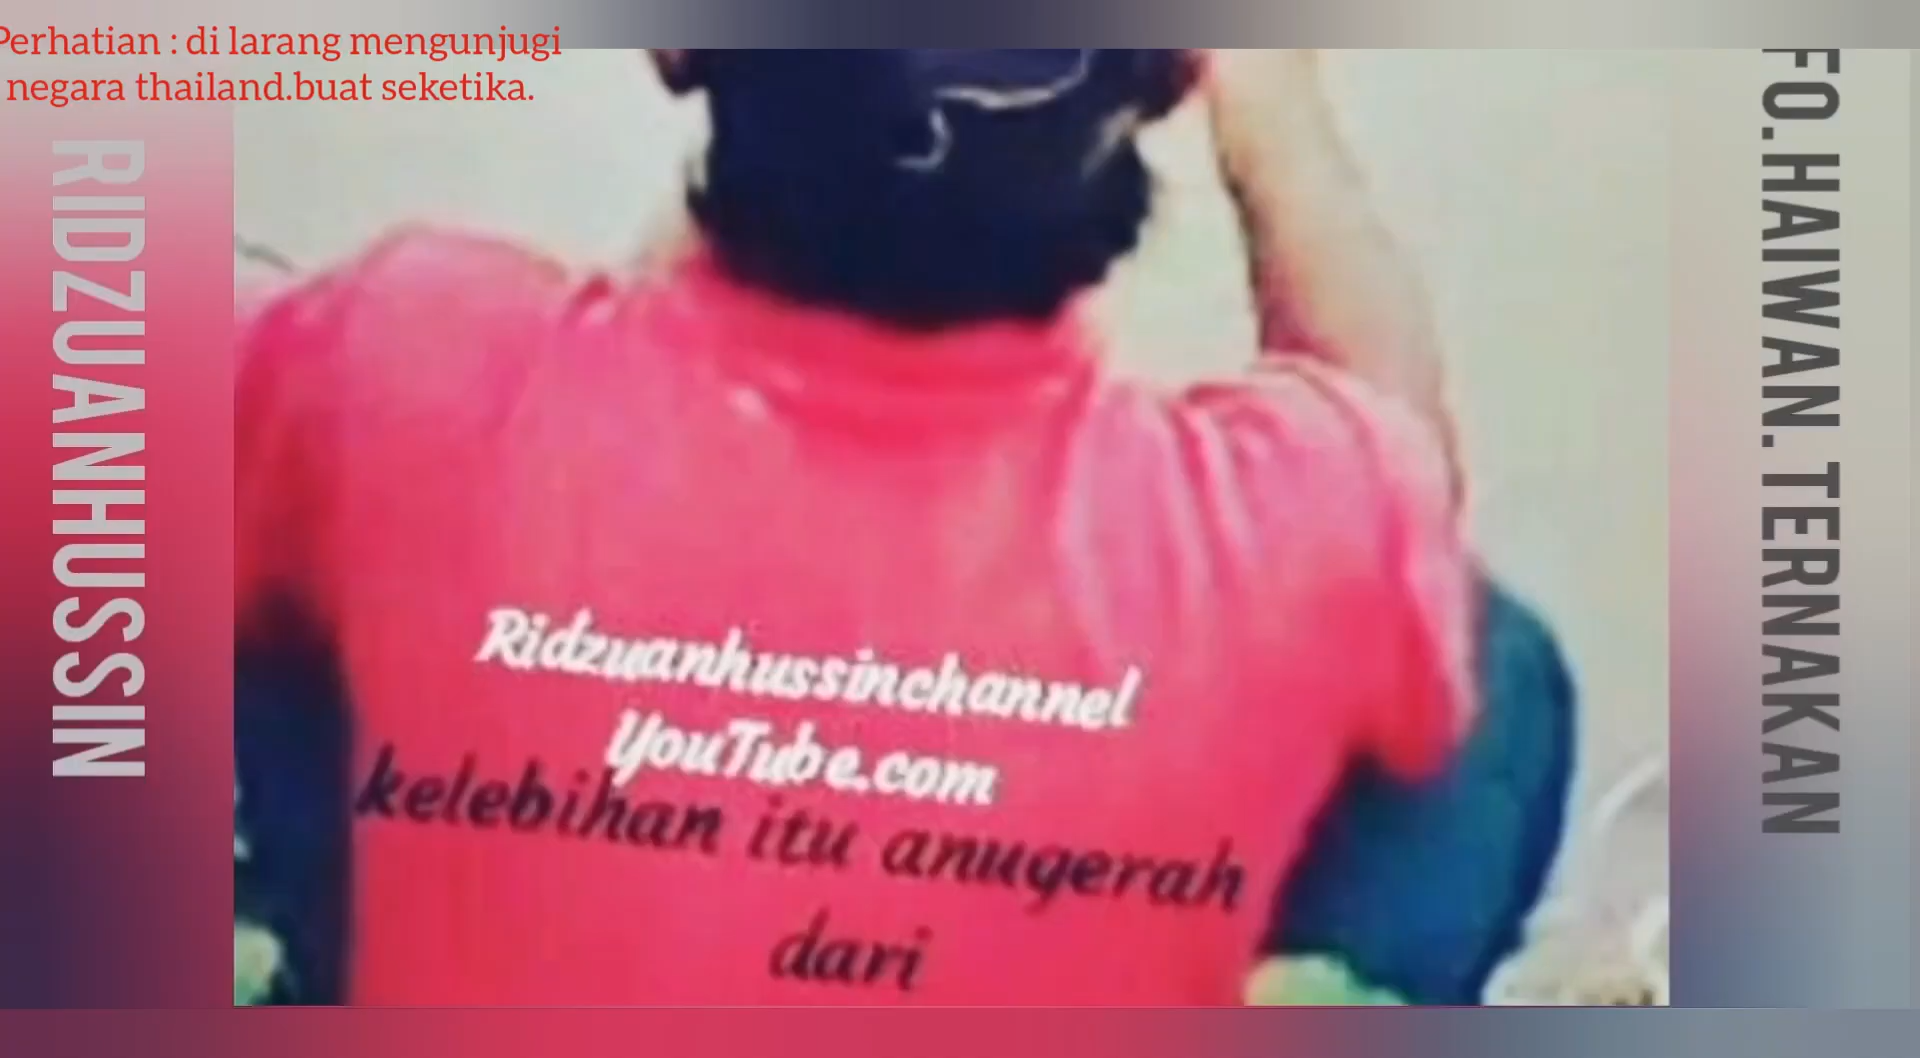 Perhatian : di larang mengunjugi
negara thailand.buat seketika.
RIDZUANHUSSIN
FO.HAIWAN.TERNAKAN
Ridzuanhussinchannel
YouTube.com
kelebihan itu anugerah
dari